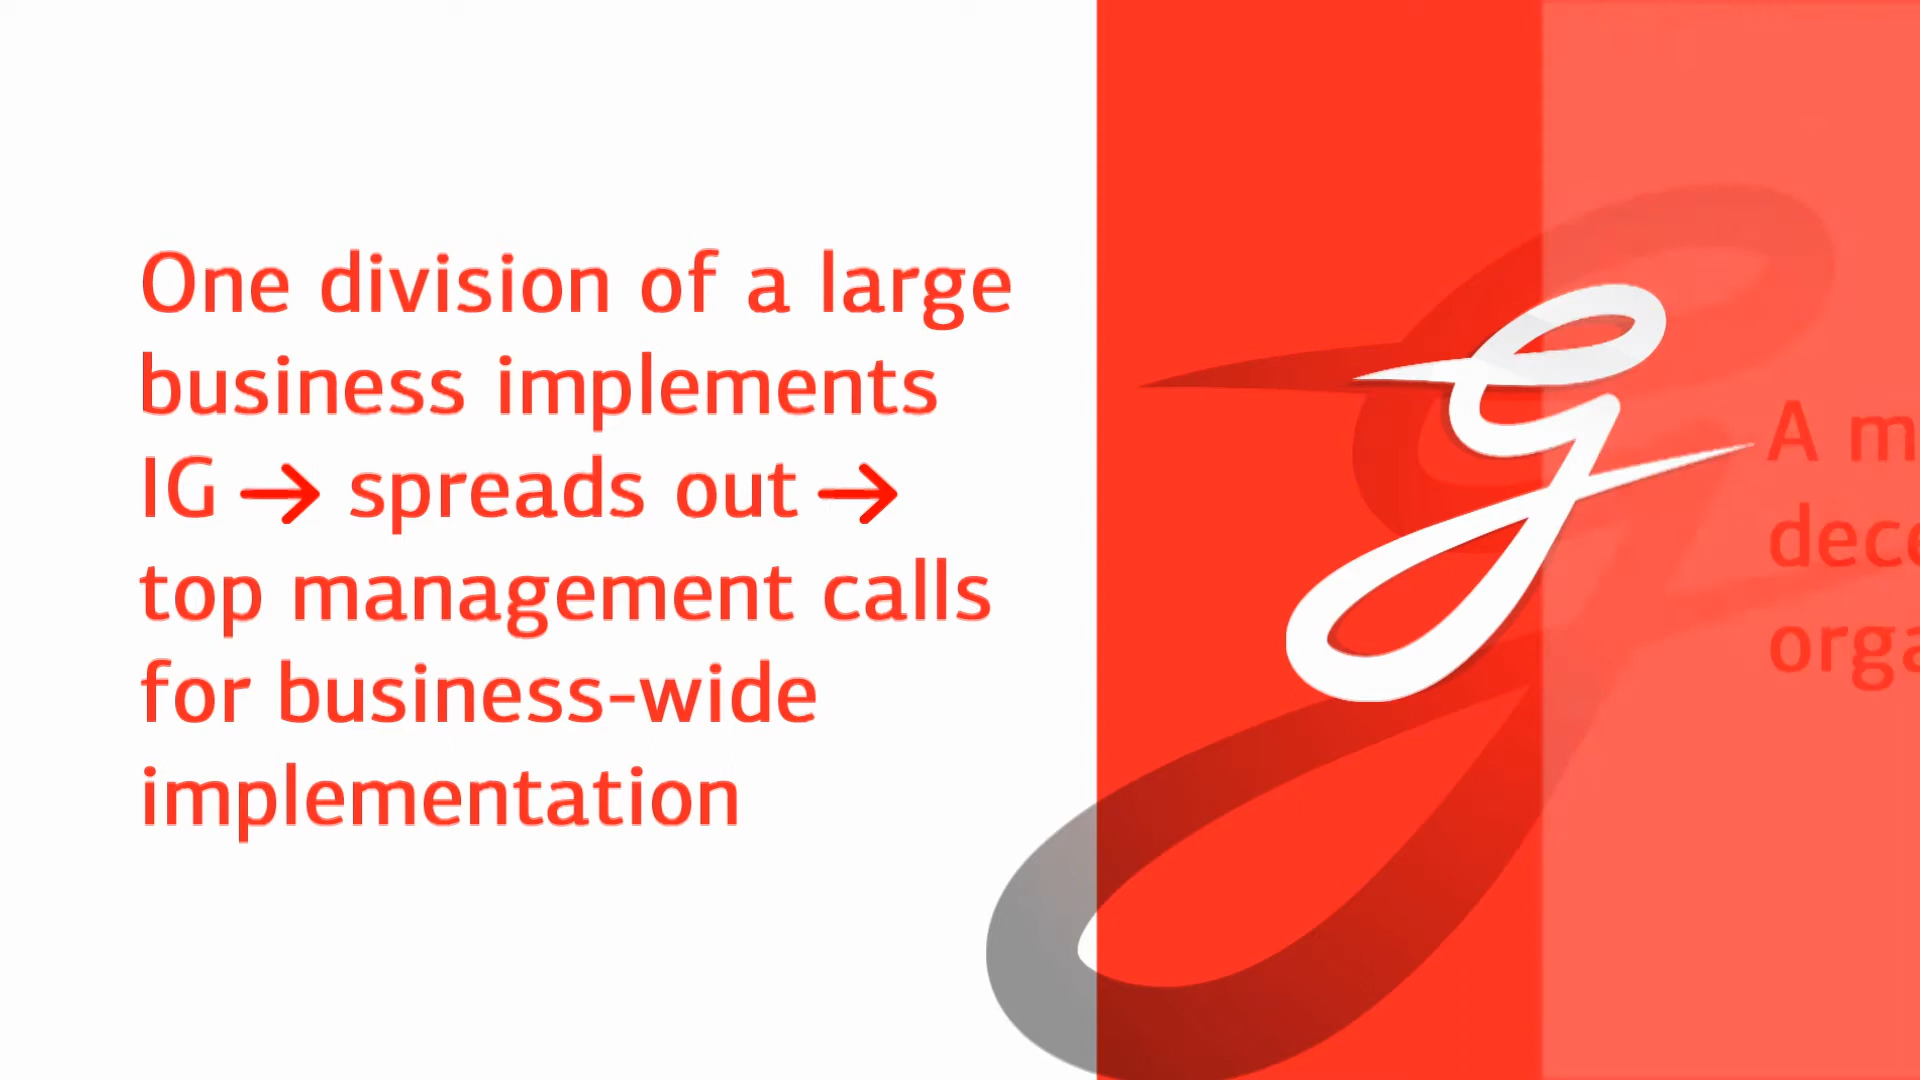 One division of a large
business implements
IG → spreads out →
top management calls
for business-wide
implementation
A